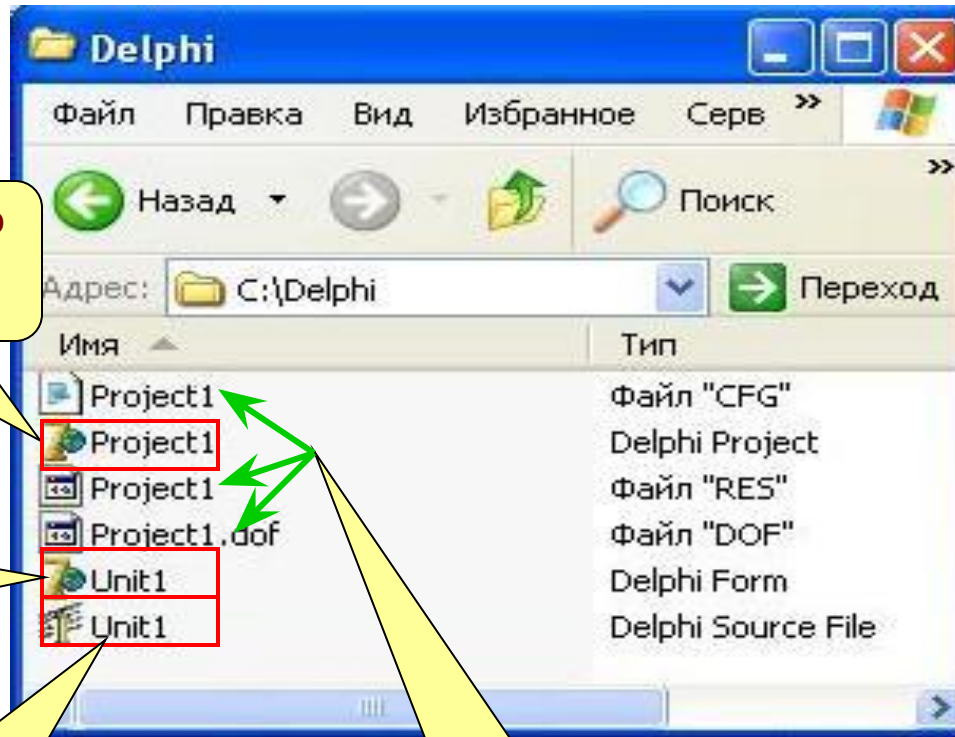 Delphi
Файл Правка Вид Избранное Серв »
Назад Поиск »
Адрес: C:\Delphi Переход
Имя Тип
Project1 Файл "CFG"
Project1 Delphi Project
Project1 Файл "RES"
Project1.dof Файл "DOF"
Unit1 Delphi Form
Unit1 Delphi Source File